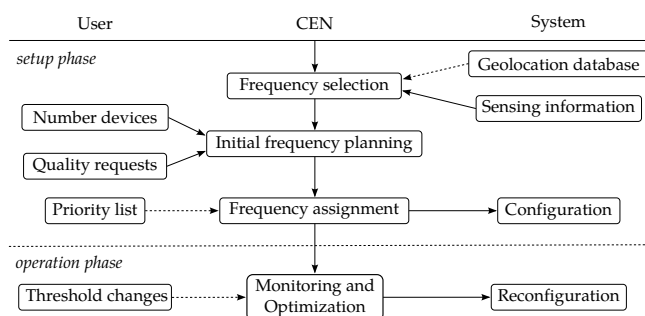 User
CEN
System
setup phase
Geolocation database
Frequency selection
Sensing information
Number devices
Initial frequency planning
Quality requests
Priority list
Frequency assignment
Configuration
operation phase
Threshold changes
Monitoring and
Optimization
Reconfiguration